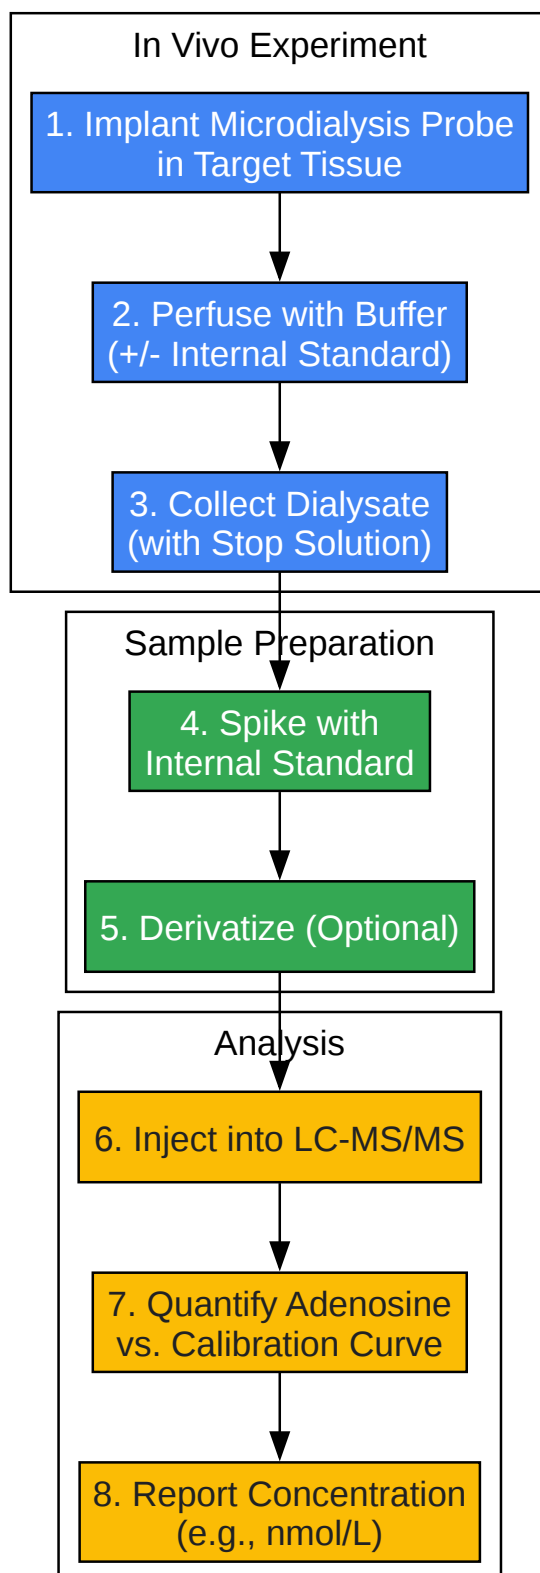 In Vivo Experiment
1. Implant Microdialysis Probe
in Target Tissue
2. Perfuse with Buffer
(+/- Internal Standard)
3. Collect Dialysate
(with Stop Solution)
Sample Preparation
4. Spike with
Internal Standard
5. Derivatize (Optional)
Analysis
6. Inject into LC-MS/MS
7. Quantify Adenosine
vs. Calibration Curve
8. Report Concentration
(e.g., nmol/L)